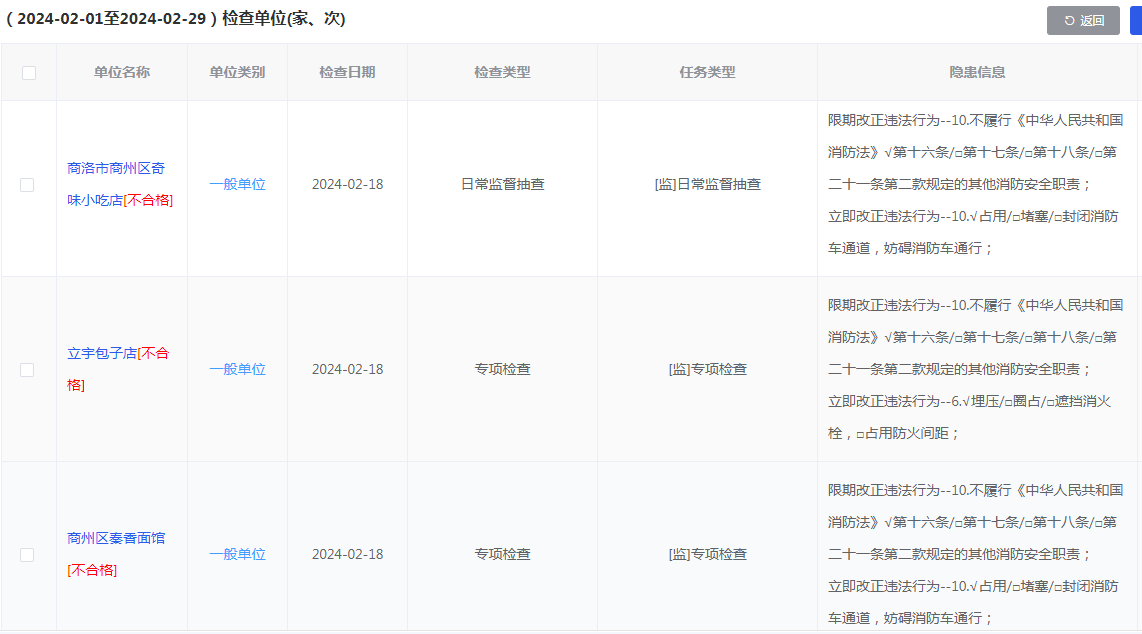 （2024-02-01至2024-02-29）检查单位(家、次)
返回
单位名称 单位类别 检查日期 检查类型 任务类型 隐患信息
商洛市商州区奇
味小吃店[不合格]
一般单位
2024-02-18
日常监督抽查
[监]日常监督抽查
限期改正违法行为--10.不履行《中华人民共和国
消防法》√第十六条/□第十七条/□第十八条/□第
二十一条第二款规定的其他消防安全职责；
立即改正违法行为--10.√占用/□堵塞/□封闭消防
车通道，妨碍消防车通行；
立宇包子店[不合
格]
一般单位
2024-02-18
专项检查
[监]专项检查
限期改正违法行为--10.不履行《中华人民共和国
消防法》√第十六条/□第十七条/□第十八条/□第
二十一条第二款规定的其他消防安全职责；
立即改正违法行为--6.√埋压/□圈占/□遮挡消火
栓，□占用防火间距；
商州区秦香面馆
[不合格]
一般单位
2024-02-18
专项检查
[监]专项检查
限期改正违法行为--10.不履行《中华人民共和国
消防法》√第十六条/□第十七条/□第十八条/□第
二十一条第二款规定的其他消防安全职责；
立即改正违法行为--10.√占用/□堵塞/□封闭消防
车通道，妨碍消防车通行；